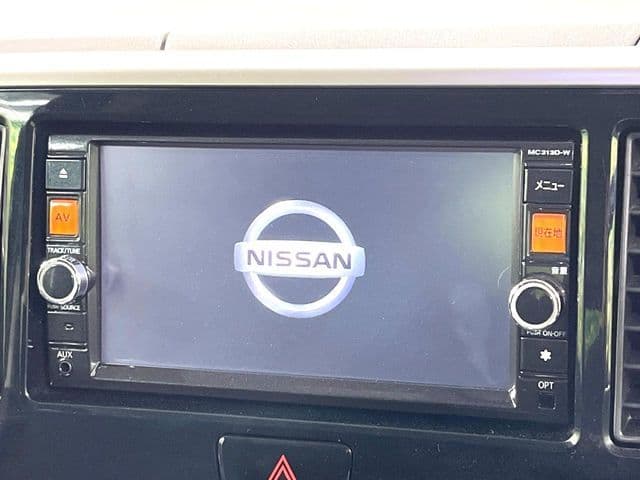 MC313D-W
メニュー
AV
現在地
TRACK/TUNE
音量
NISSAN
PUSH SOURCE
PUSH ON-OFF
AUX
OPT